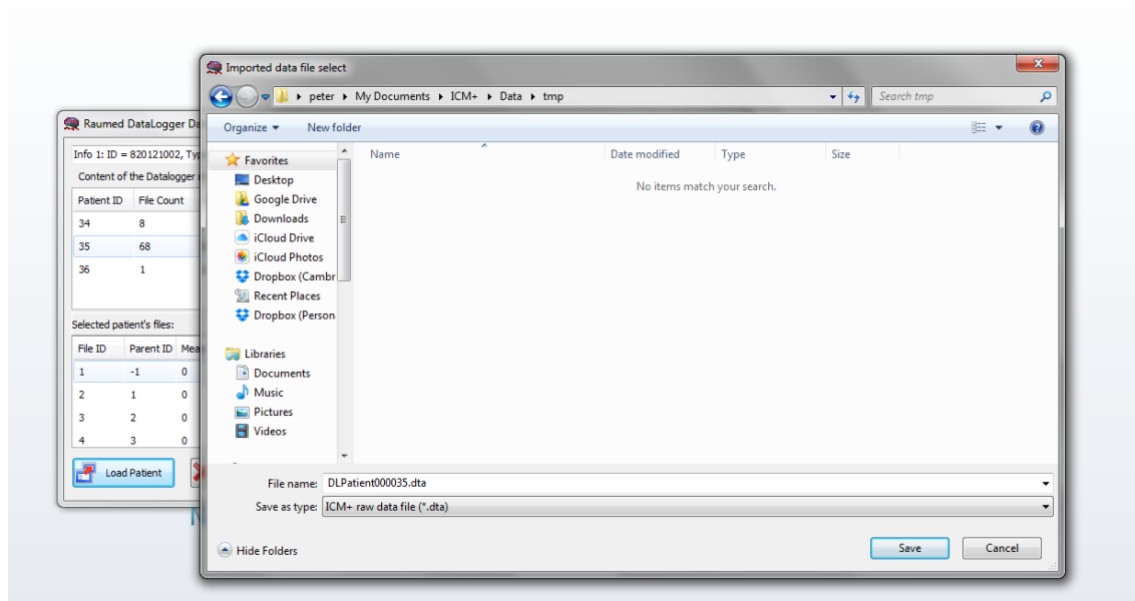 Imported data file select
peter ▸ My Documents ▸ ICM+ ▸ Data ▸ tmp
Search tmp
Organize
New folder
Name Date modified Type Size
No items match your search.
Favorites
Desktop
Google Drive
Downloads
iCloud Drive
iCloud Photos
Dropbox (Cambr
Recent Places
Dropbox (Person
Libraries
Documents
Music
Pictures
Videos
File name: DLPatient000035.dta
Save as type: ICM+ raw data file (*.dta)
Hide Folders
Save Cancel
Raumed DataLogger Da
Info 1: ID = 820121002, Typ
Content of the Datalogger
Patient ID File Count
34 8
35 68
36 1
Selected patient's files:
File ID Parent ID Mea
1 -1 0
2 1 0
3 2 0
4 3 0
Load Patient